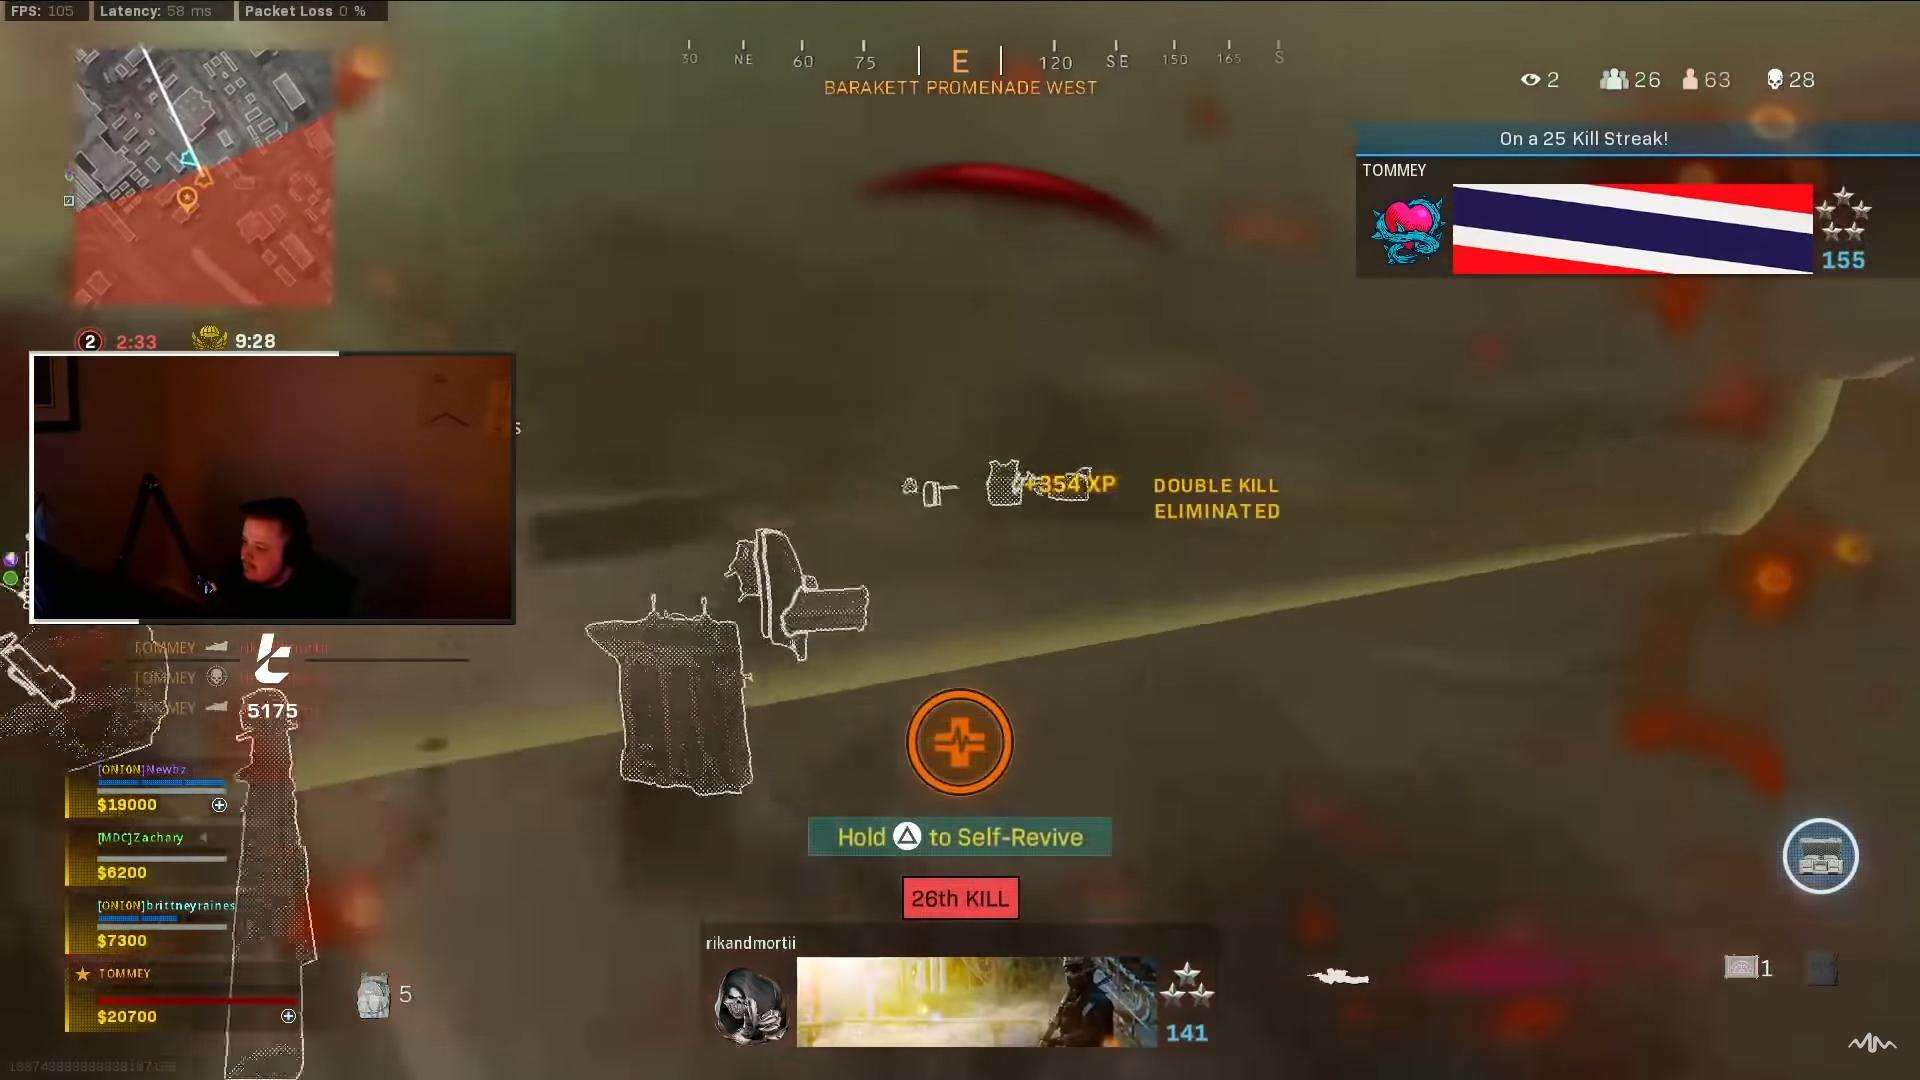 FPS: 105 Latency: 58 ms Packet Loss 0 %
30 NE 60 75 E 120 SE 150 165 S
BARAKETT PROMENADE WEST
2 26 63 28
On a 25 Kill Streak!
TOMMEY
155
2 2:33 9:28
+354 XP DOUBLE KILL
ELIMINATED
TOMMEY
TOMMEY
5175
[ONION]Newbz
$19000
[MDC]Zachary
$6200
[ONION]brittneyraines
$7300
TOMMEY
$20700
5
Hold to Self-Revive
26th KILL
rikandmortii
141
1